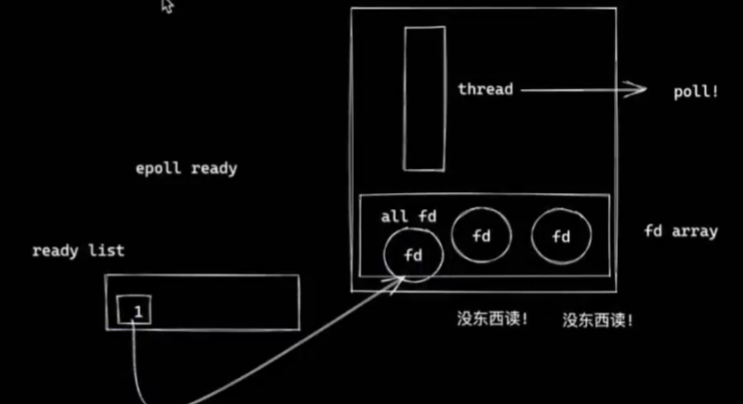 thread
poll!
epoll ready
all fd
fd
fd
fd
fd array
ready list
1
没东西读!
没东西读!